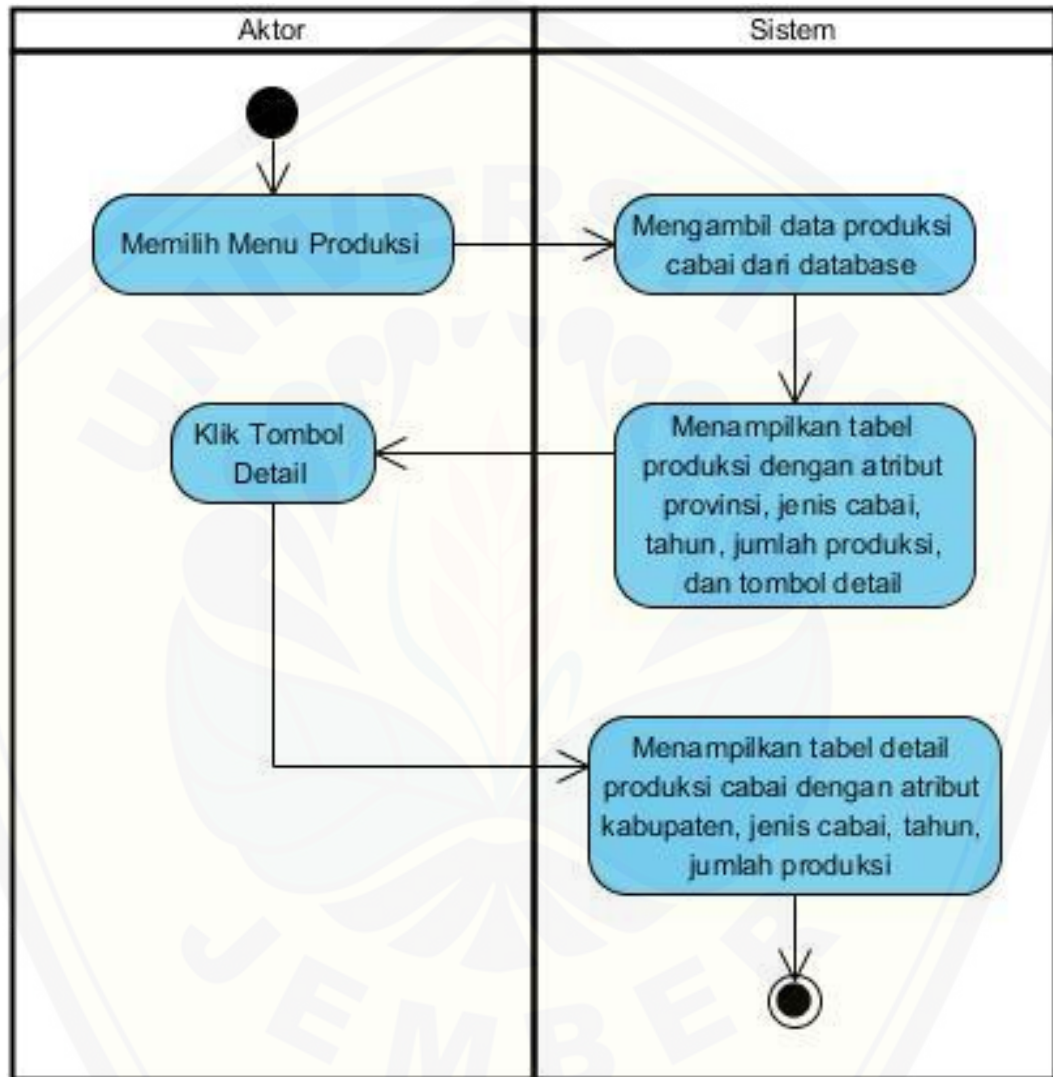 Aktor
Sistem
Memilih Menu Produksi
Mengambil data produksi
cabai dari database
Menampilkan tabel
produksi dengan atribut
provinsi, jenis cabai,
tahun, jumlah produksi,
dan tombol detail
Klik Tombol
Detail
Menampilkan tabel detail
produksi cabai dengan atribut
kabupaten, jenis cabai, tahun,
jumlah produksi
UNIVERSITAS
JEMBER